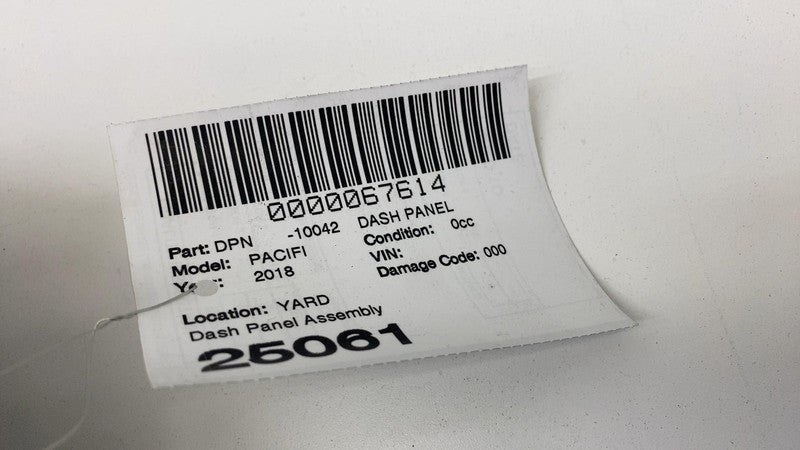 0000067614
Part: DPN -10042 DASH PANEL
Model: PACIFI Condition: 0cc
Year: 2018 VIN:
Damage Code: 000
Location: YARD
Dash Panel Assembly
25061